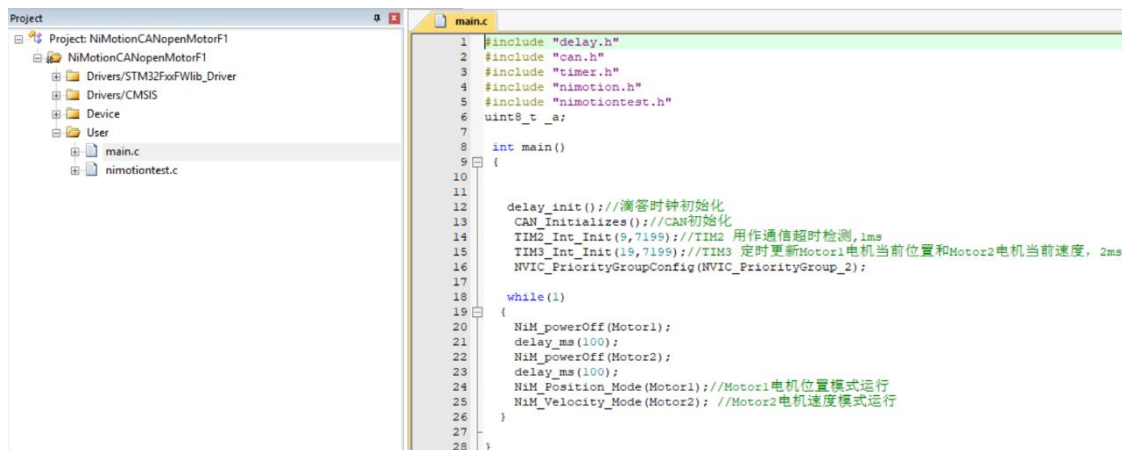 Project
Project: NiMotionCANopenMotorF1
NiMotionCANopenMotorF1
Drivers/STM32FxxFWlib_Driver
Drivers/CMSIS
Device
User
main.c
nimotiontest.c
main.c
1 #include "delay.h"
2 #include "can.h"
3 #include "timer.h"
4 #include "nimotion.h"
5 #include "nimotiontest.h"
6 uint8_t _a;
7
8 int main()
9 {
10
11
12 delay_init();//滴答时钟初始化
13 CAN_Initializes();//CAN初始化
14 TIM2_Int_Init(9,7199);//TIM2 用作通信超时检测,1ms
15 TIM3_Int_Init(19,7199);//TIM3 定时更新Motor1电机当前位置和Motor2电机当前速度，2ms
16 NVIC_PriorityGroupConfig(NVIC_PriorityGroup_2);
17
18 while(1)
19 {
20 NiM_powerOff(Motor1);
21 delay_ms(100);
22 NiM_powerOff(Motor2);
23 delay_ms(100);
24 NiM_Position_Mode(Motor1);//Motor1电机位置模式运行
25 NiM_Velocity_Mode(Motor2); //Motor2电机速度模式运行
26 }
27
28 }